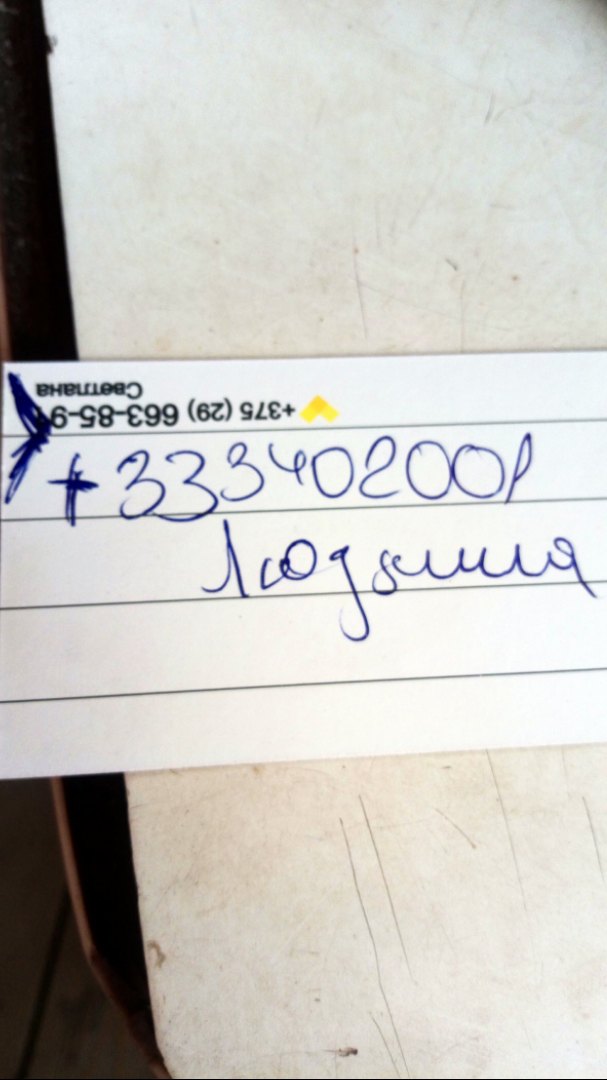 Светлана
+375 (29) 663-85-9
+333402001
Людмила